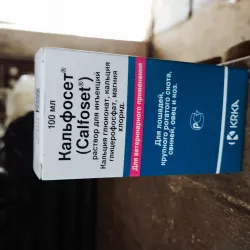 100 мл
Кальфосет®
(Calfoset®)
раствор для инъекций
Кальция глюконат, кальция
глицерофосфат, магния
хлорид.
Для ветеринарного применения
Для лошадей,
крупного рогатого скота,
свиней, овец и коз.
KRKA